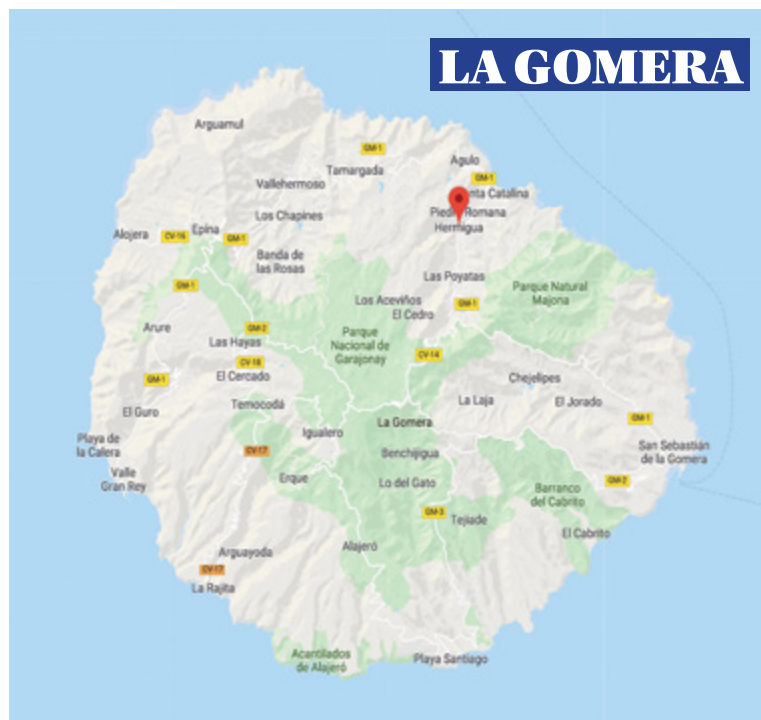 LA GOMERA
Arguamul
GM-1
Agulo
Tamargada
GM-1
Vallehermoso
nta Catalina
Los Chapines
Romana
Epina
Hermigua
Alojera
CV-16
GM-1
Banda de
las Rosas
Las Poyatas
GM-1
Parque Natural
Majona
Los Aceviños
GM-1
El Cedro
Arure
GM-2
Parque
Nacional de
Garajonay
Las Hayas
CV-14
CV-18
El Cercado
GM-1
Chejelipes
La Laja
El Jorado
Temocodá
El Guro
GM-1
La Gomera
Igualero
Playa de
la Calera
San Sebastián
de la Gomera
CV-17
Benchijigua
Valle
Gran Rey
Erque
Lo del Gato
GM-2
Barranco
del Cabrito
GM-3
Tejiade
El Cabrito
Alajeró
Arguayoda
CV-17
La Rajita
Acantilados
de Alajeró
Playa Santiago